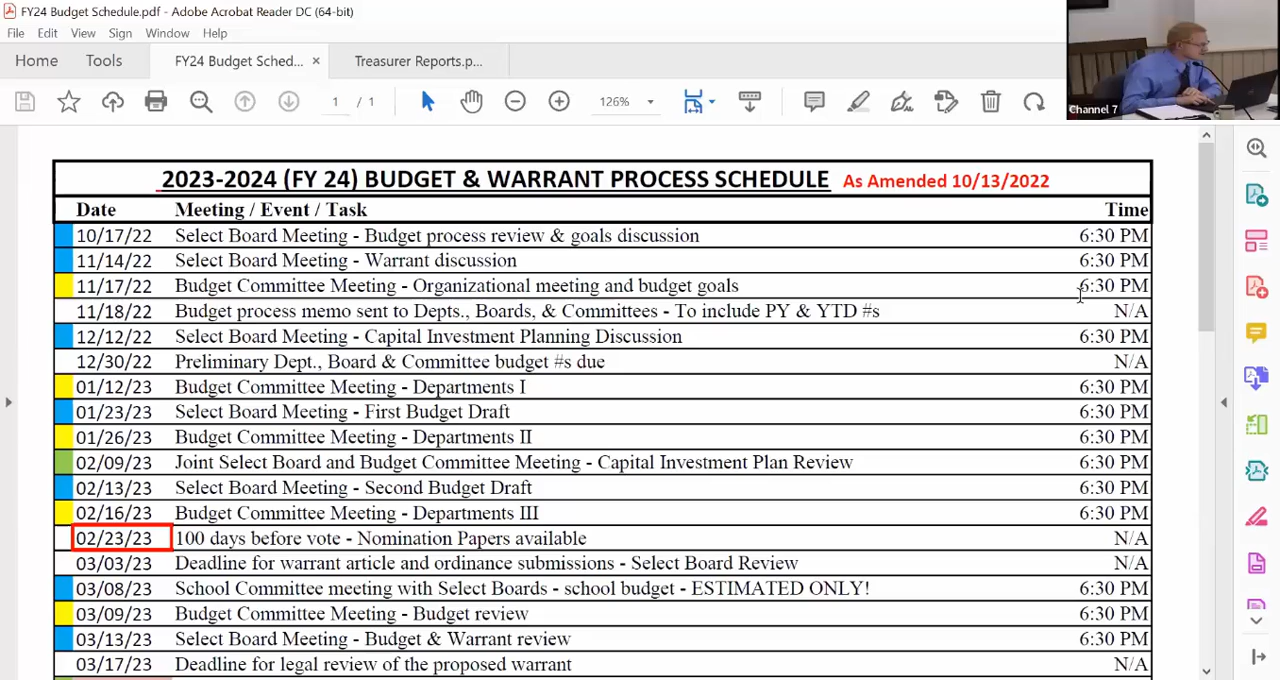 FY24 Budget Schedule.pdf - Adobe Acrobat Reader DC (64-bit)
File Edit View Sign Window Help
Home Tools FY24 Budget Sched... × Treasurer Reports.p...
1 / 1 126%
Channel 7
2023-2024 (FY 24) BUDGET & WARRANT PROCESS SCHEDULE As Amended 10/13/2022
Date Meeting / Event / Task Time
10/17/22 Select Board Meeting - Budget process review & goals discussion 6:30 PM
11/14/22 Select Board Meeting - Warrant discussion 6:30 PM
11/17/22 Budget Committee Meeting - Organizational meeting and budget goals 6:30 PM
11/18/22 Budget process memo sent to Depts., Boards, & Committees - To include PY & YTD #s N/A
12/12/22 Select Board Meeting - Capital Investment Planning Discussion 6:30 PM
12/30/22 Preliminary Dept., Board & Committee budget #s due N/A
01/12/23 Budget Committee Meeting - Departments I 6:30 PM
01/23/23 Select Board Meeting - First Budget Draft 6:30 PM
01/26/23 Budget Committee Meeting - Departments II 6:30 PM
02/09/23 Joint Select Board and Budget Committee Meeting - Capital Investment Plan Review 6:30 PM
02/13/23 Select Board Meeting - Second Budget Draft 6:30 PM
02/16/23 Budget Committee Meeting - Departments III 6:30 PM
02/23/23 100 days before vote - Nomination Papers available N/A
03/03/23 Deadline for warrant article and ordinance submissions - Select Board Review N/A
03/08/23 School Committee meeting with Select Boards - school budget - ESTIMATED ONLY! 6:30 PM
03/09/23 Budget Committee Meeting - Budget review 6:30 PM
03/13/23 Select Board Meeting - Budget & Warrant review 6:30 PM
03/17/23 Deadline for legal review of the proposed warrant N/A